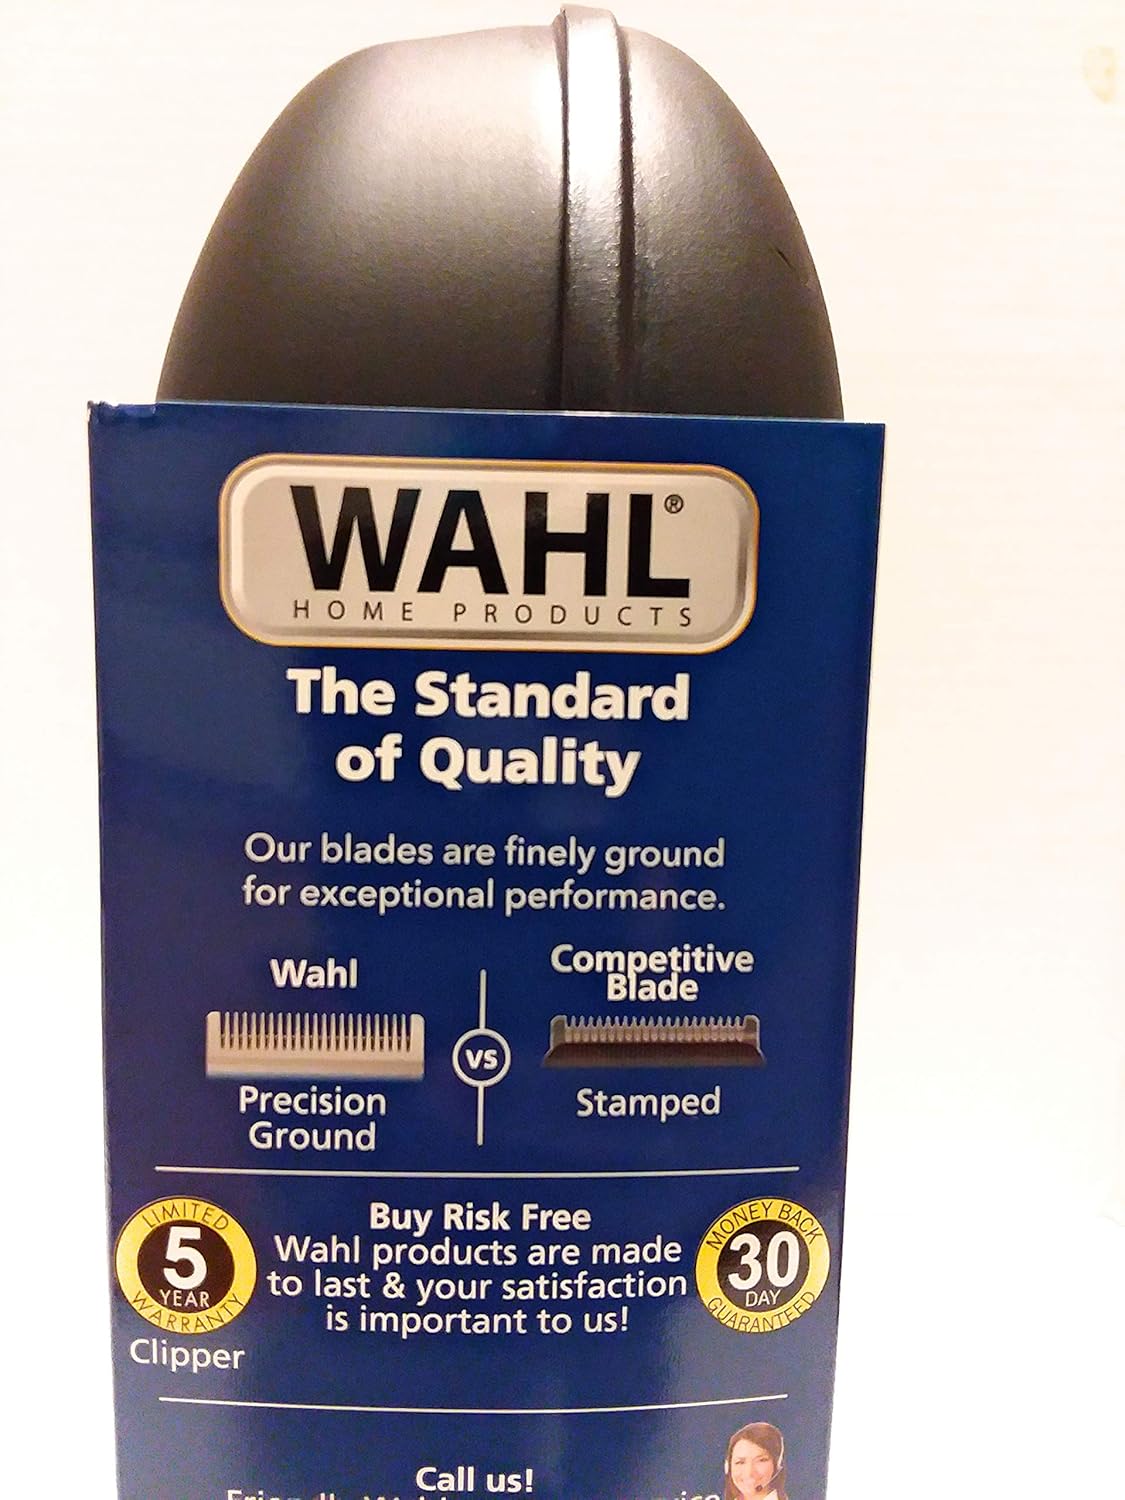 WAHL®
HOME PRODUCTS
The Standard
of Quality
Our blades are finely ground
for exceptional performance.
Wahl
Precision
Ground
vs
Competitive
Blade
Stamped
LIMITED
5
YEAR
WARRANTY
Clipper
Buy Risk Free
Wahl products are made
to last & your satisfaction
is important to us!
MONEY BACK
30
DAY
GUARANTEED
Call us!